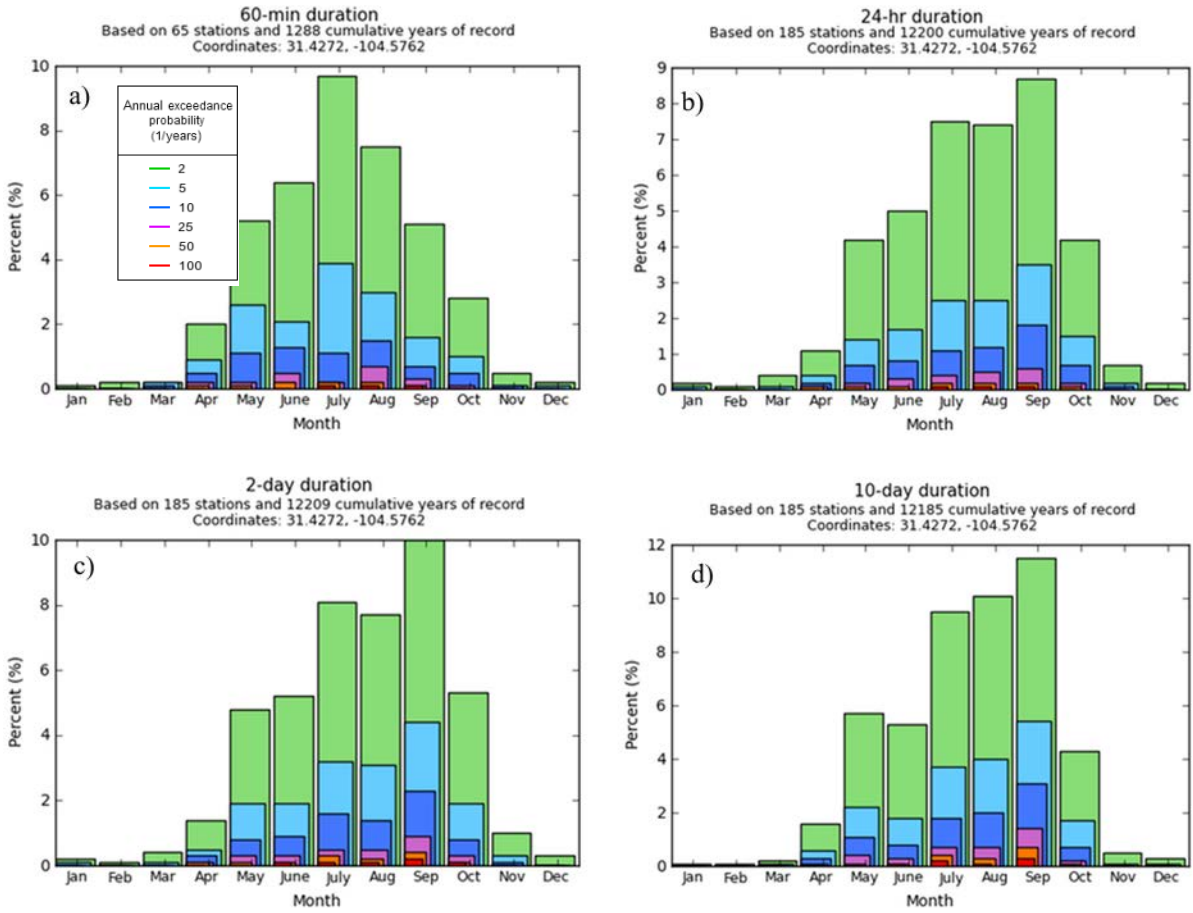 60-min duration
Based on 65 stations and 1288 cumulative years of record
Coordinates: 31.4272, -104.5762
a)
Annual exceedance
probability
(1/years)
2
5
10
25
50
100
10
8
6
4
2
0
Percent (%)
Jan Feb Mar Apr May June July Aug Sep Oct Nov Dec
Month
24-hr duration
Based on 185 stations and 12200 cumulative years of record
Coordinates: 31.4272, -104.5762
b)
9
8
7
6
5
4
3
2
1
0
Percent (%)
Jan Feb Mar Apr May June July Aug Sep Oct Nov Dec
Month
2-day duration
Based on 185 stations and 12209 cumulative years of record
Coordinates: 31.4272, -104.5762
c)
10
8
6
4
2
0
Percent (%)
Jan Feb Mar Apr May June July Aug Sep Oct Nov Dec
Month
10-day duration
Based on 185 stations and 12185 cumulative years of record
Coordinates: 31.4272, -104.5762
d)
12
10
8
6
4
2
0
Percent (%)
Jan Feb Mar Apr May June July Aug Sep Oct Nov Dec
Month